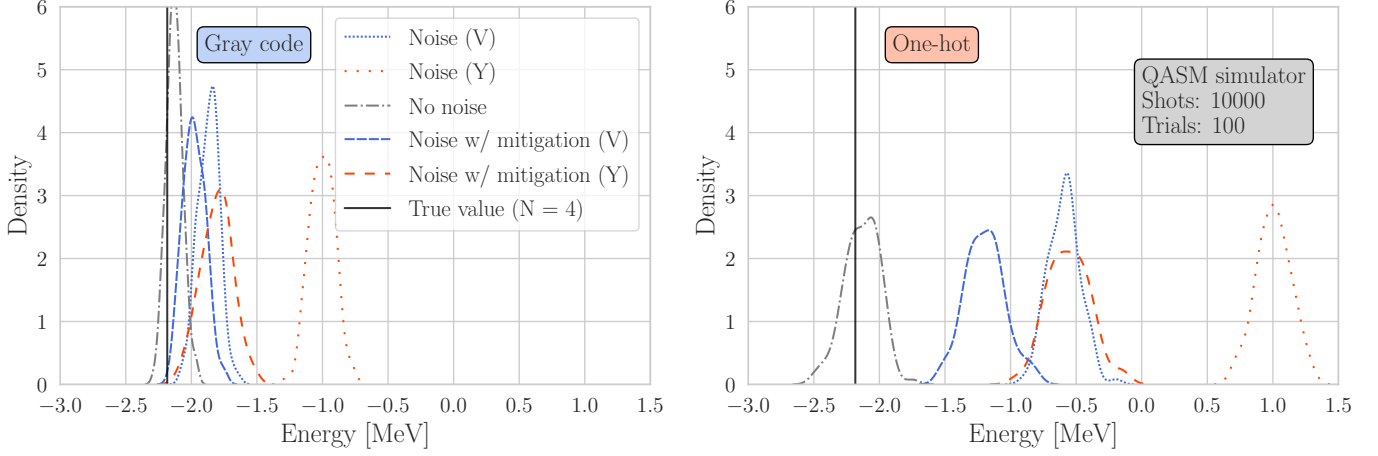 6
5
4
3
2
1
0
Density
Gray code
Noise (V)
Noise (Y)
No noise
Noise w/ mitigation (V)
Noise w/ mitigation (Y)
True value (N = 4)
−3.0 −2.5 −2.0 −1.5 −1.0 −0.5 0.0 0.5 1.0 1.5
Energy [MeV]
6
5
4
3
2
1
0
Density
One-hot
QASM simulator
Shots: 10000
Trials: 100
−3.0 −2.5 −2.0 −1.5 −1.0 −0.5 0.0 0.5 1.0 1.5
Energy [MeV]